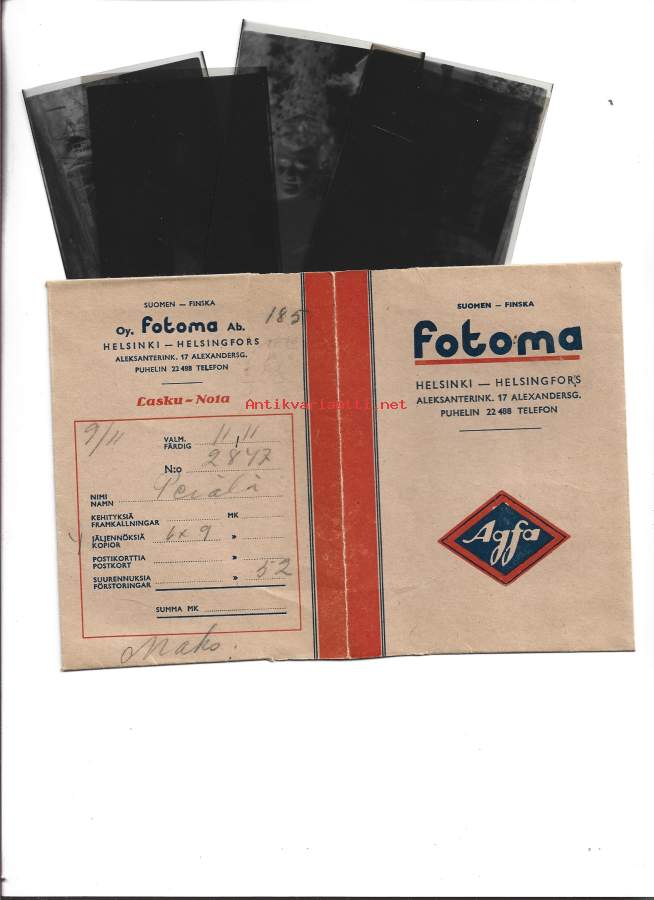 SUOMEN — FINSKA
Oy. fotoma Ab.
185
HELSINKI — HELSINGFORS
ALEKSANTERINK. 17 ALEXANDERSG.
PUHELIN 22 488 TELEFON
Lasku - Nota
9/11
VALM. FÄRDIG 11,11
N:o 2847
NIMI NAMN Perälä
KEHITYKSIÄ FRAMKALLNINGAR MK
JÄLJENNÖKSIÄ KOPIOR 6x9 »
POSTIKORTTIA POSTKORT »
SUURENNUKSIA FÖRSTORINGAR » 52
SUMMA MK
Maks.
SUOMEN — FINSKA
fotoma
HELSINKI — HELSINGFORS
ALEKSANTERINK. 17 ALEXANDERSG.
PUHELIN 22 488 TELEFON
Agfa
Antikvariaatti.net